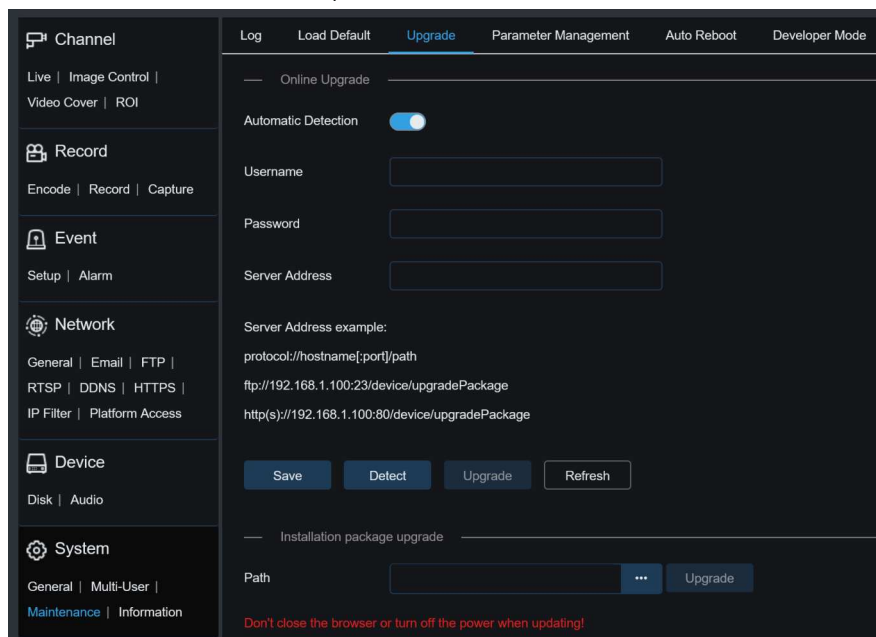 Channel
Live | Image Control |
Video Cover | ROI
Record
Encode | Record | Capture
Event
Setup | Alarm
Network
General | Email | FTP |
RTSP | DDNS | HTTPS |
IP Filter | Platform Access
Device
Disk | Audio
System
General | Multi-User |
Maintenance | Information
Log Load Default Upgrade Parameter Management Auto Reboot Developer Mode
Online Upgrade
Automatic Detection
Username
Password
Server Address
Server Address example:
protocol://hostname[:port]/path
ftp://192.168.1.100:23/device/upgradePackage
http(s)://192.168.1.100:80/device/upgradePackage
Save Detect Upgrade Refresh
Installation package upgrade
Path ... Upgrade
Don't close the browser or turn off the power when updating!